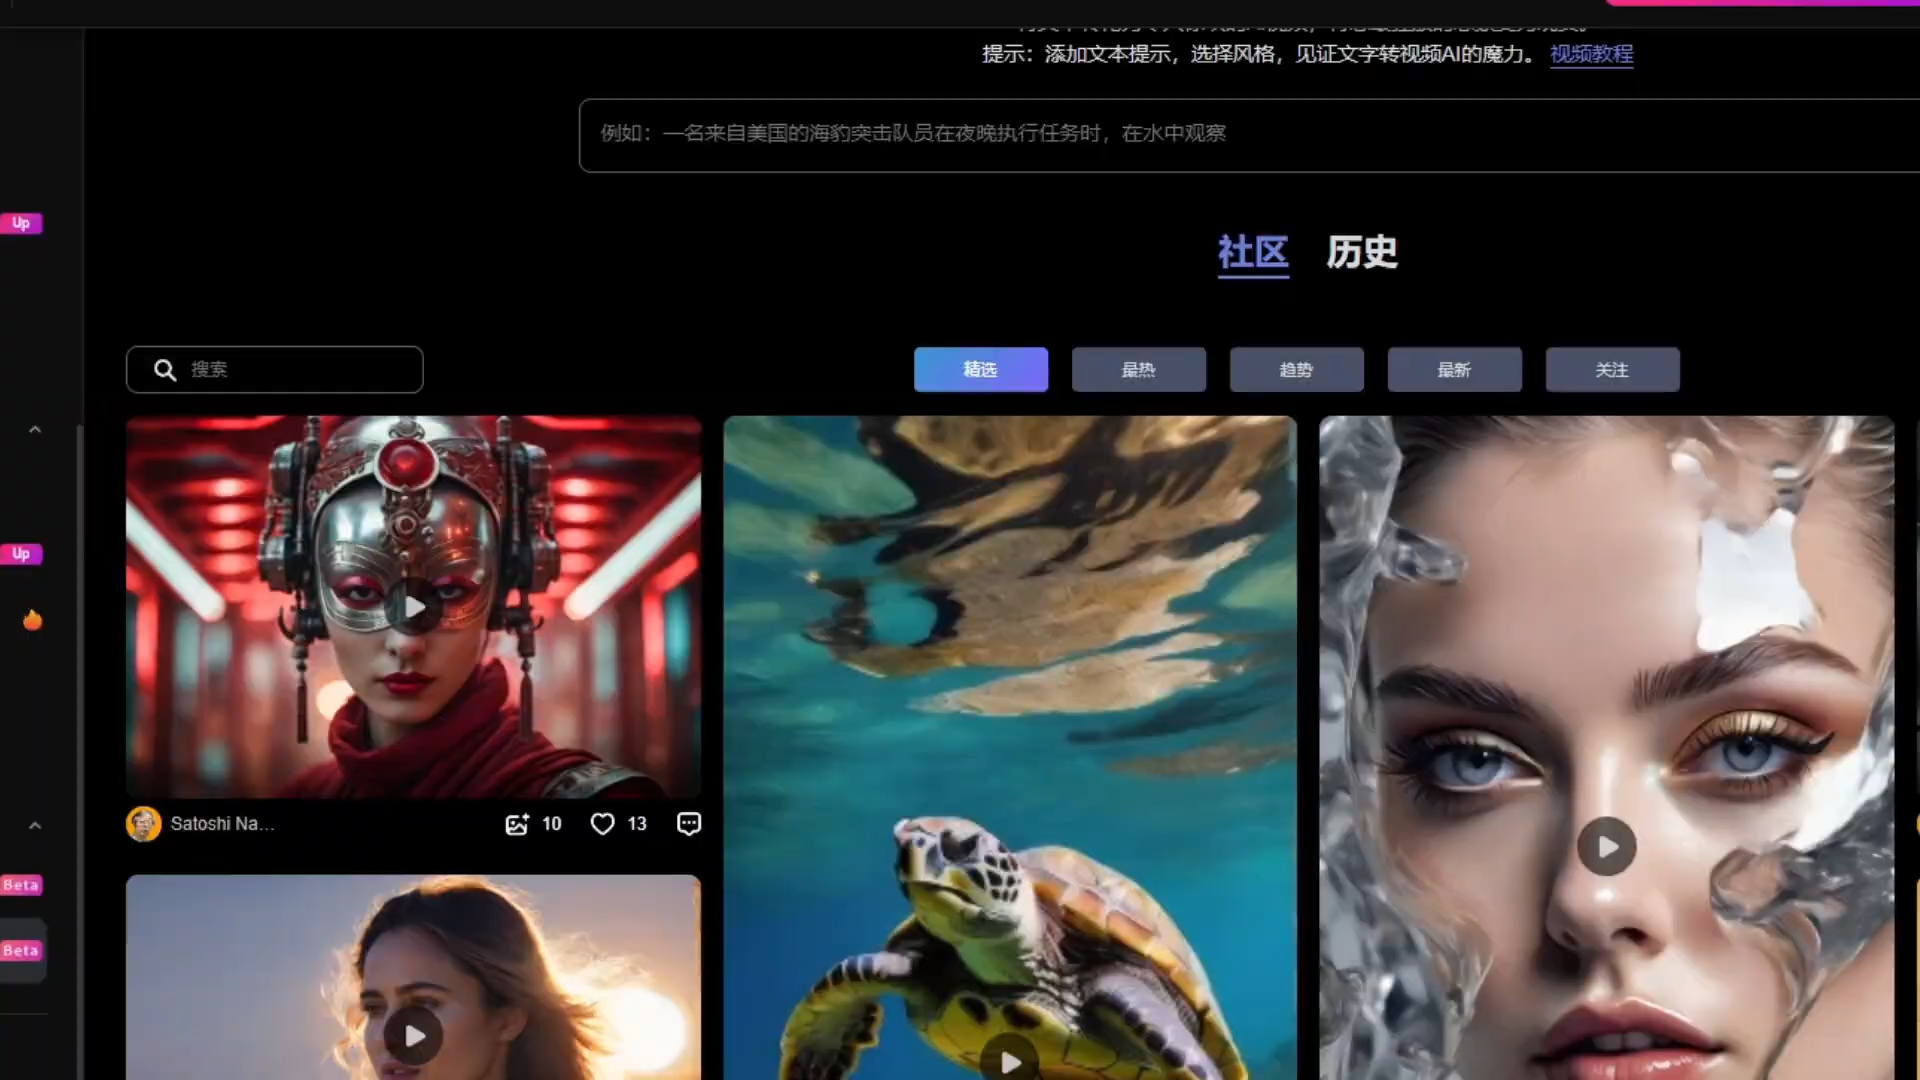 提示：添加文本提示，选择风格，见证文字转视频AI的魔力。 视频教程
例如：一名来自美国的海豹突击队员在夜晚执行任务时，在水中观察
Up
社区 历史
搜索
精选 最热 趋势 最新 关注
Up
Satoshi Na... 10 13
Beta
Beta